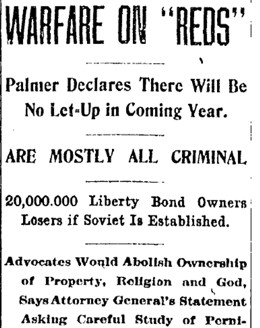 WARFARE ON "REDS"
Palmer Declares There Will Be
No Let-Up in Coming Year.
ARE MOSTLY ALL CRIMINAL
20,000.000 Liberty Bond Owners
Losers if Soviet Is Established.
Advocates Would Abolish Ownership
of Property, Religion and God,
Says Attorney General's Statement
Asking Careful Study of Perni-